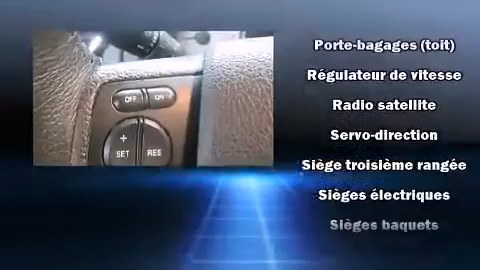 OFF ON
+
SET RES
Porte-bagages (toit)
Régulateur de vitesse
Radio satellite
Servo-direction
Siège troisième rangée
Sièges électriques
Sièges baquets